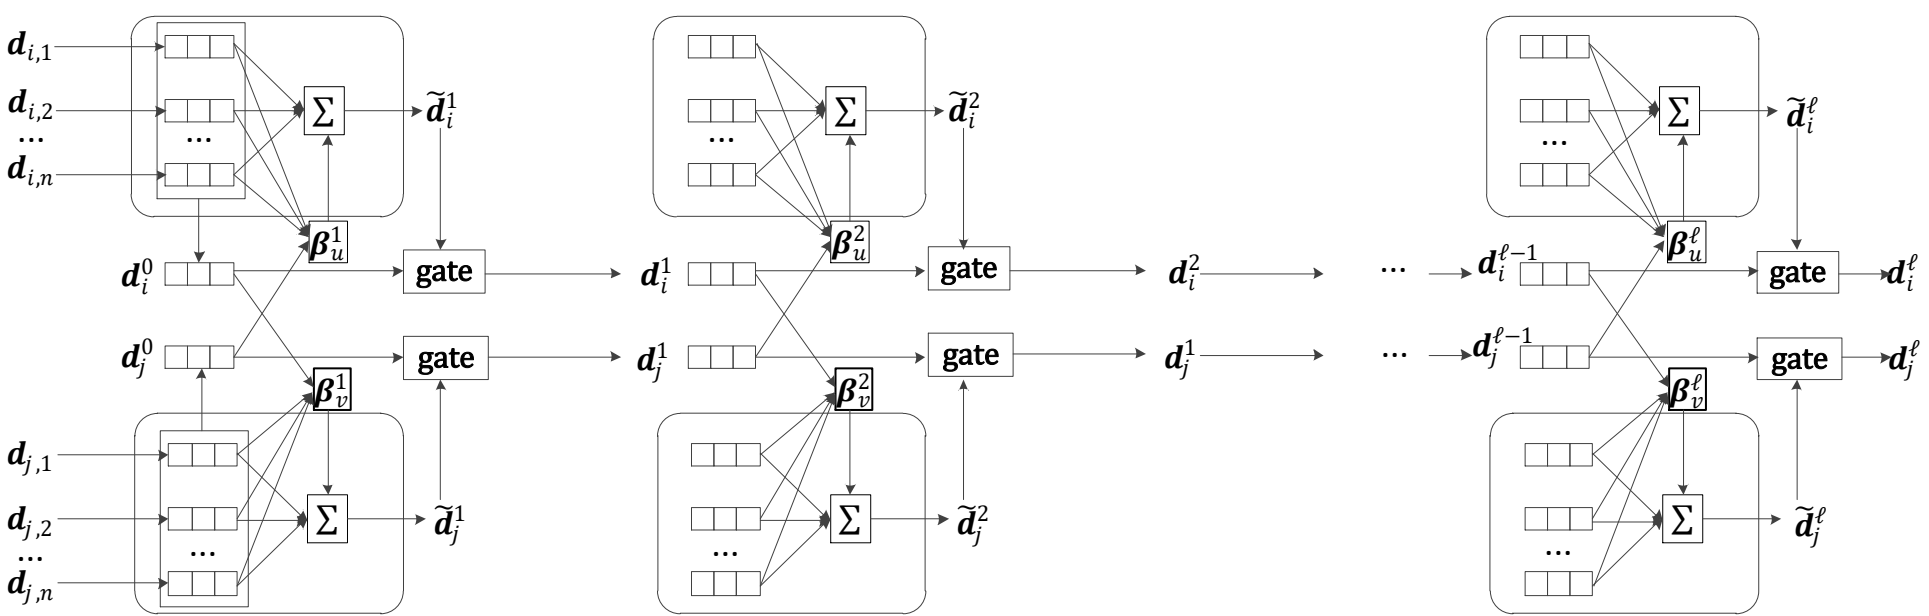 d_{i,1}
d_{i,2}
...
d_{i,n}
...
Σ
d̃_i^1
β_u^1
d_i^0
gate
d_j^0
gate
β_v^1
d_{j,1}
d_{j,2}
...
d_{j,n}
...
Σ
d̃_j^1
...
Σ
d̃_i^2
β_u^2
d_i^1
gate
d_i^2
...
d_j^1
gate
d_j^1
...
β_v^2
...
Σ
d̃_j^2
...
Σ
d̃_i^ℓ
β_u^ℓ
d_i^{ℓ−1}
gate
d_i^ℓ
d_j^{ℓ−1}
gate
d_j^ℓ
β_v^ℓ
...
Σ
d̃_j^ℓ